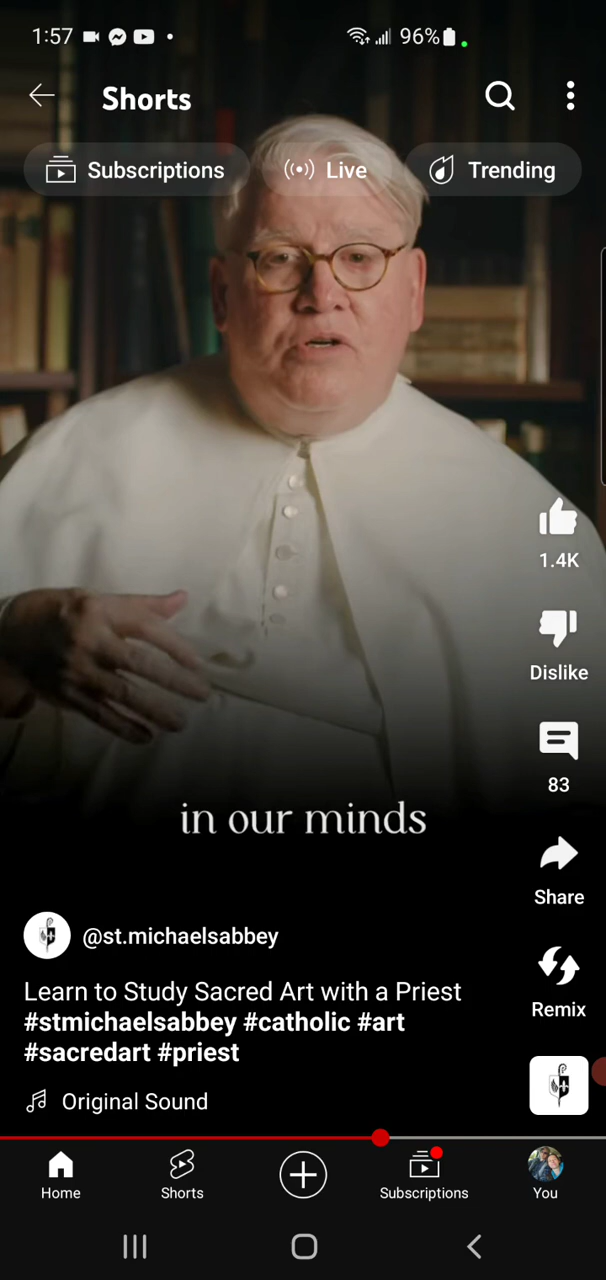 1:57
96%
Shorts
Subscriptions
Live
Trending
1.4K
Dislike
83
in our minds
Share
@st.michaelsabbey
Learn to Study Sacred Art with a Priest
#stmichaelsabbey #catholic #art
#sacredart #priest
Remix
Original Sound
Home
Shorts
Subscriptions
You